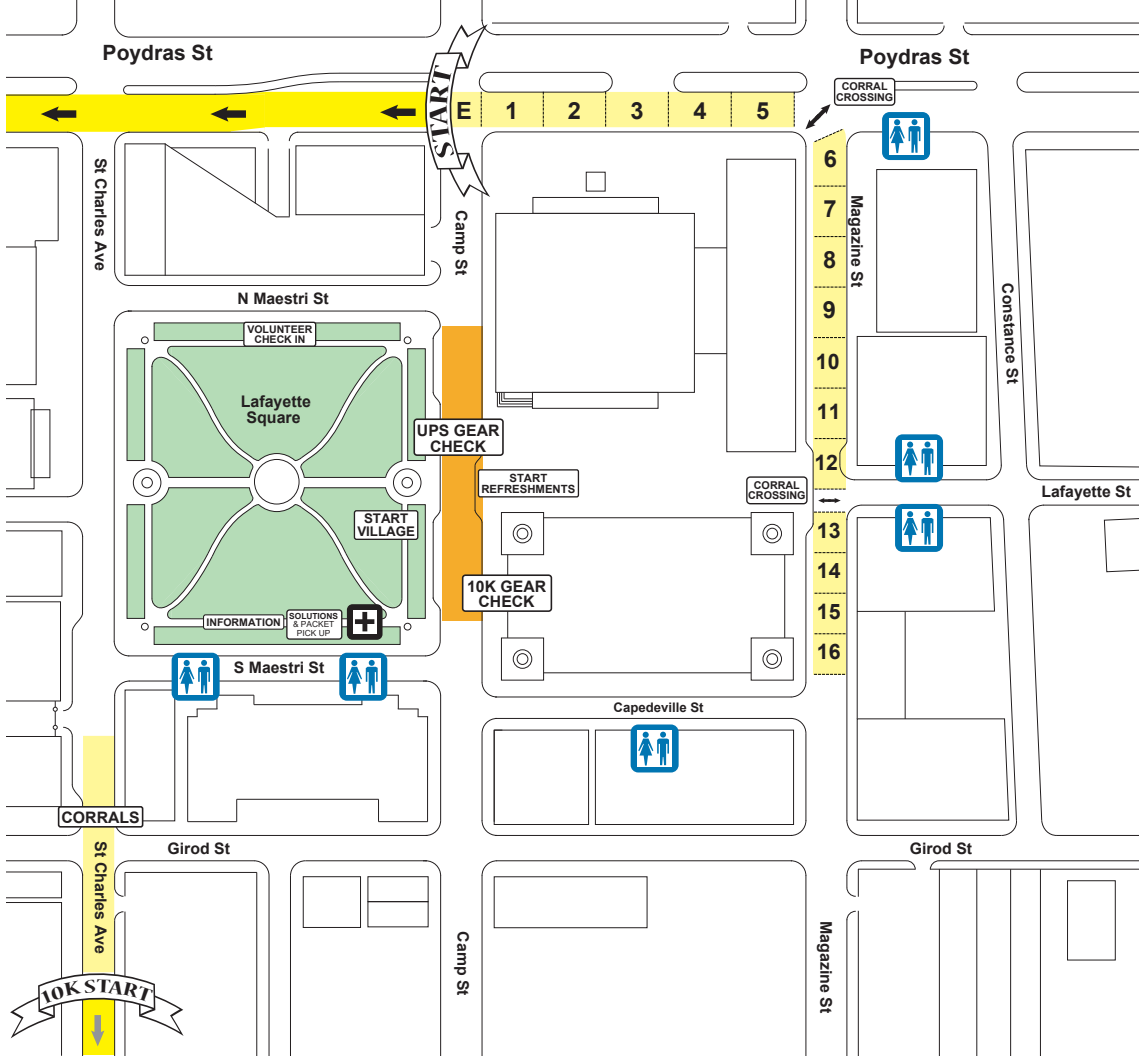 Poydras St
Poydras St
START
E
1
2
3
4
5
CORRAL
CROSSING
6
7
8
9
10
11
12
13
14
15
16
St Charles Ave
Camp St
Magazine St
Constance St
N Maestri St
VOLUNTEER
CHECK IN
Lafayette
Square
UPS GEAR
CHECK
START
REFRESHMENTS
CORRAL
CROSSING
Lafayette St
START
VILLAGE
10K GEAR
CHECK
INFORMATION
SOLUTIONS
& PACKET
PICK UP
S Maestri St
Capedeville St
CORRALS
Girod St
Girod St
St Charles Ave
Camp St
Magazine St
10K START